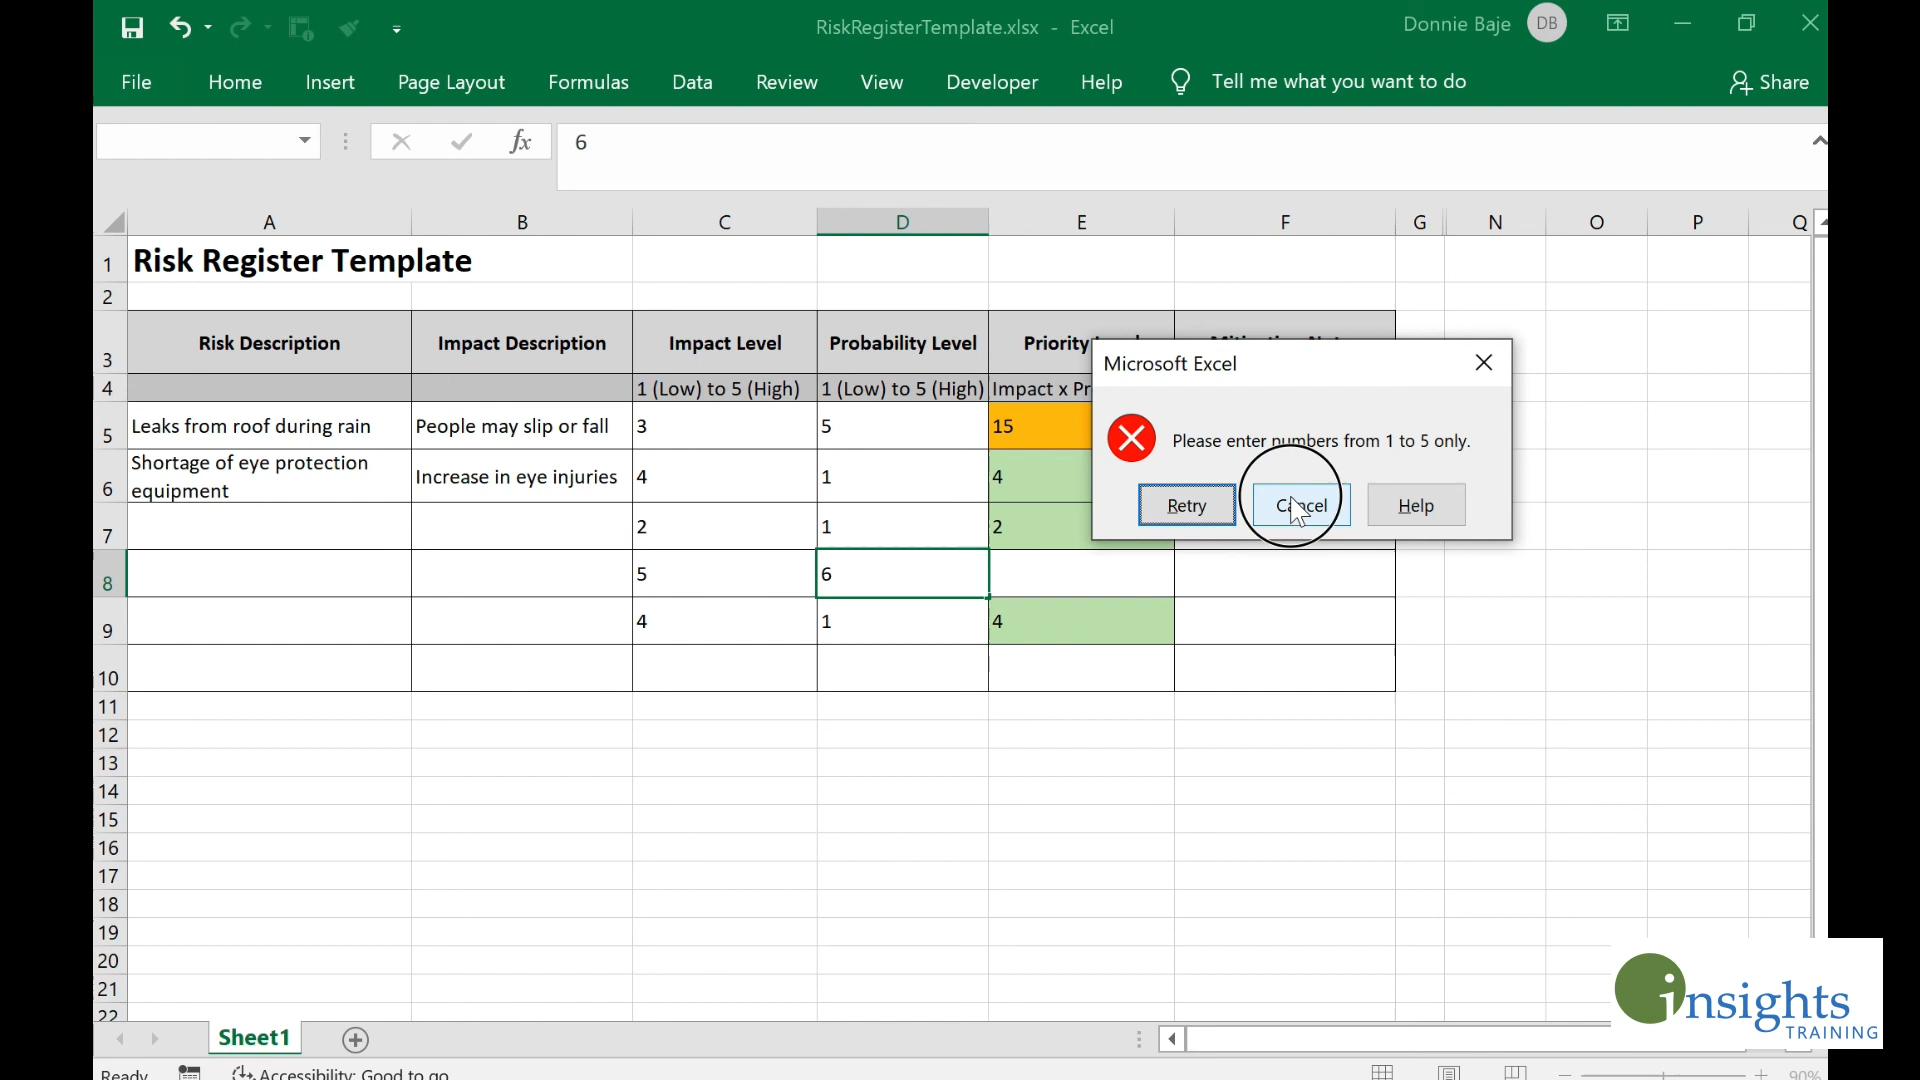 RiskRegisterTemplate.xlsx - Excel
Donnie Baje DB
File Home Insert Page Layout Formulas Data Review View Developer Help Tell me what you want to do Share
fx 6
A B C D E F G N O P Q
1 Risk Register Template
2
3 Risk Description Impact Description Impact Level Probability Level Priority
4 1 (Low) to 5 (High) 1 (Low) to 5 (High) Impact x Pr
5 Leaks from roof during rain People may slip or fall 3 5 15
6 Shortage of eye protection
equipment Increase in eye injuries 4 1 4
7 2 1 2
8 5 6
9 4 1 4
10
11
12
13
14
15
16
17
18
19
20
21
22
Microsoft Excel
Please enter numbers from 1 to 5 only.
Retry Cancel Help
Sheet1
Ready Accessibility: Good to go 90%
insights
TRAINING